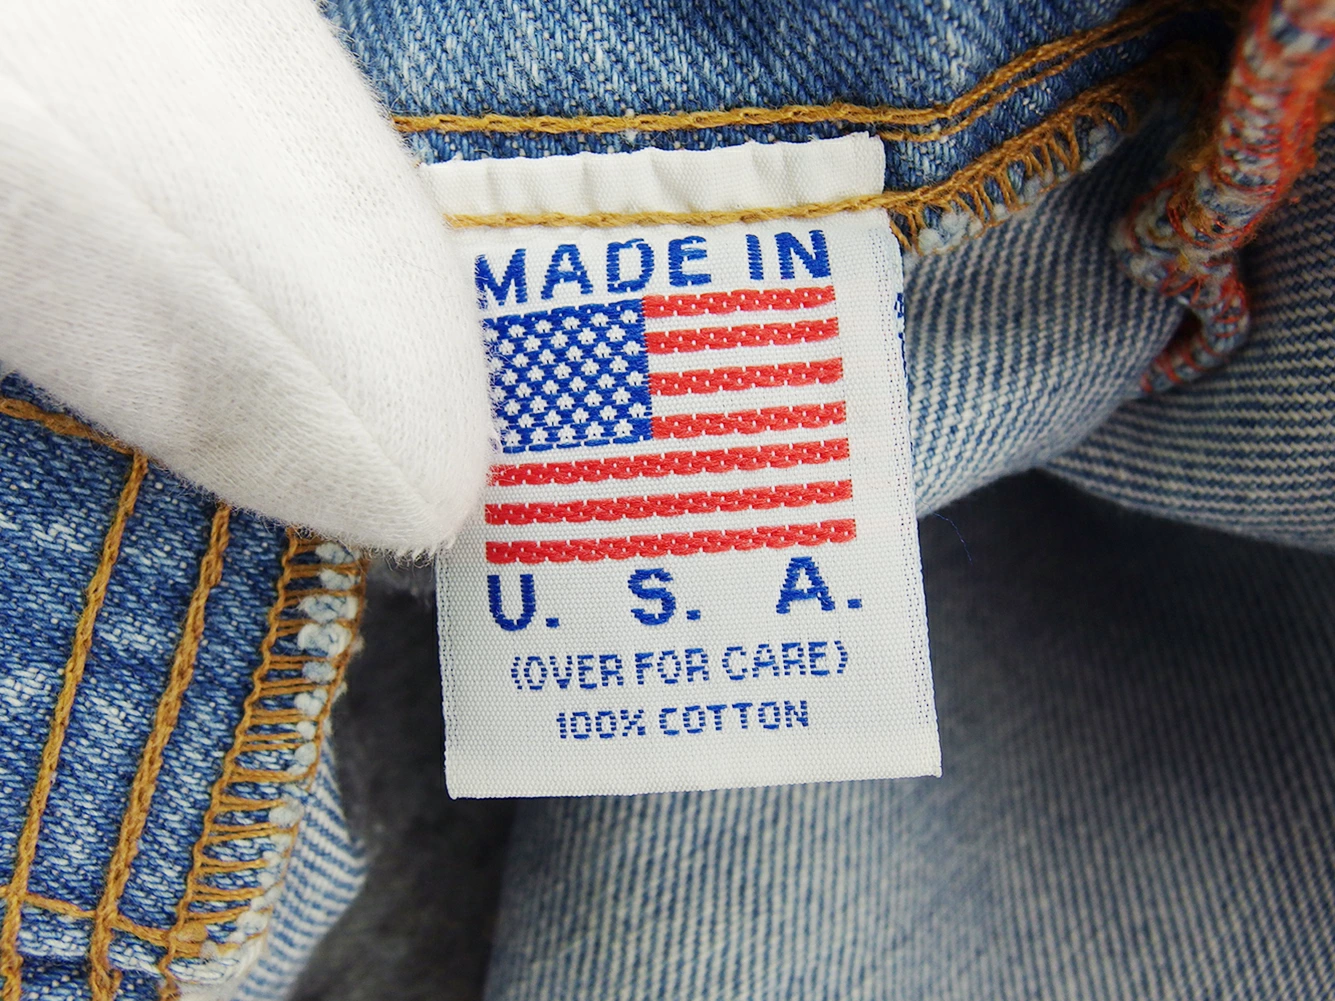 MADE IN
U. S. A.
(OVER FOR CARE)
100% COTTON